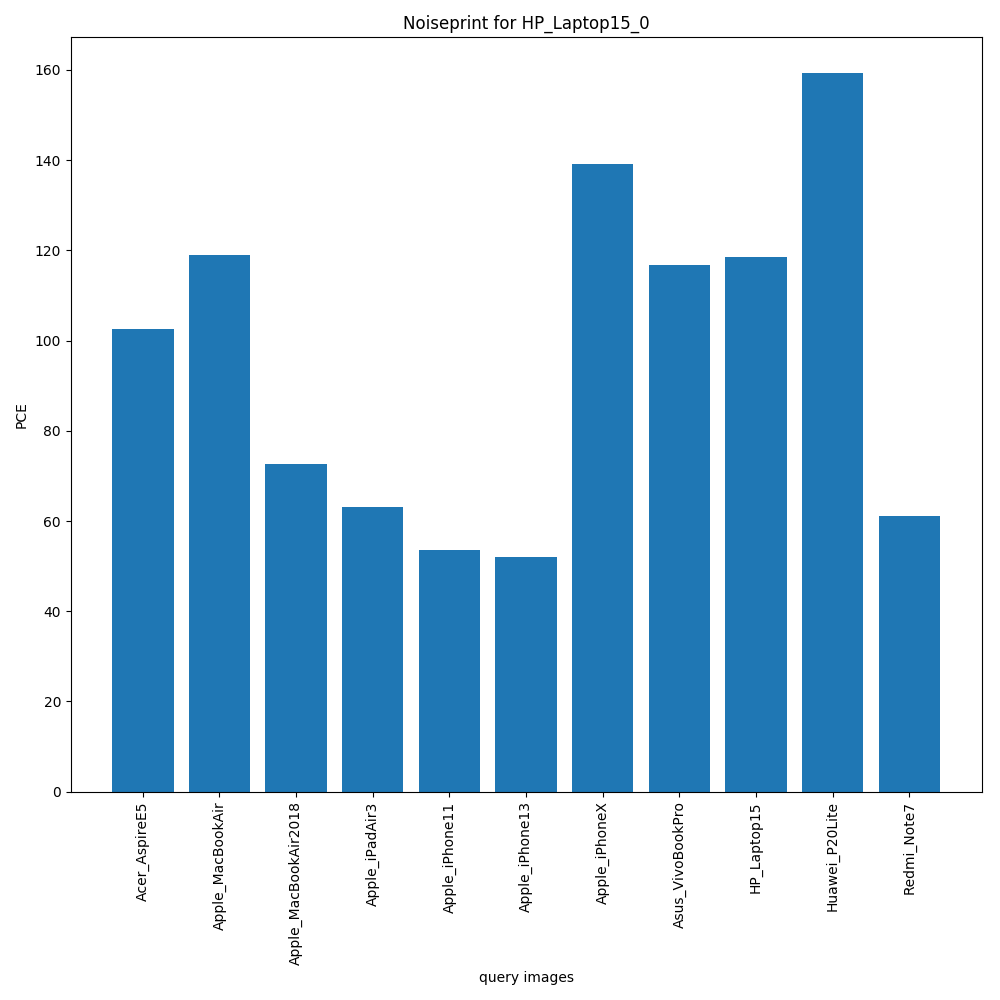 Noiseprint for HP_Laptop15_0
PCE
160
140
120
100
80
60
40
20
0
Acer_AspireE5
Apple_MacBookAir
Apple_MacBookAir2018
Apple_iPadAir3
Apple_iPhone11
Apple_iPhone13
Apple_iPhoneX
Asus_VivoBookPro
HP_Laptop15
Huawei_P20Lite
Redmi_Note7
query images